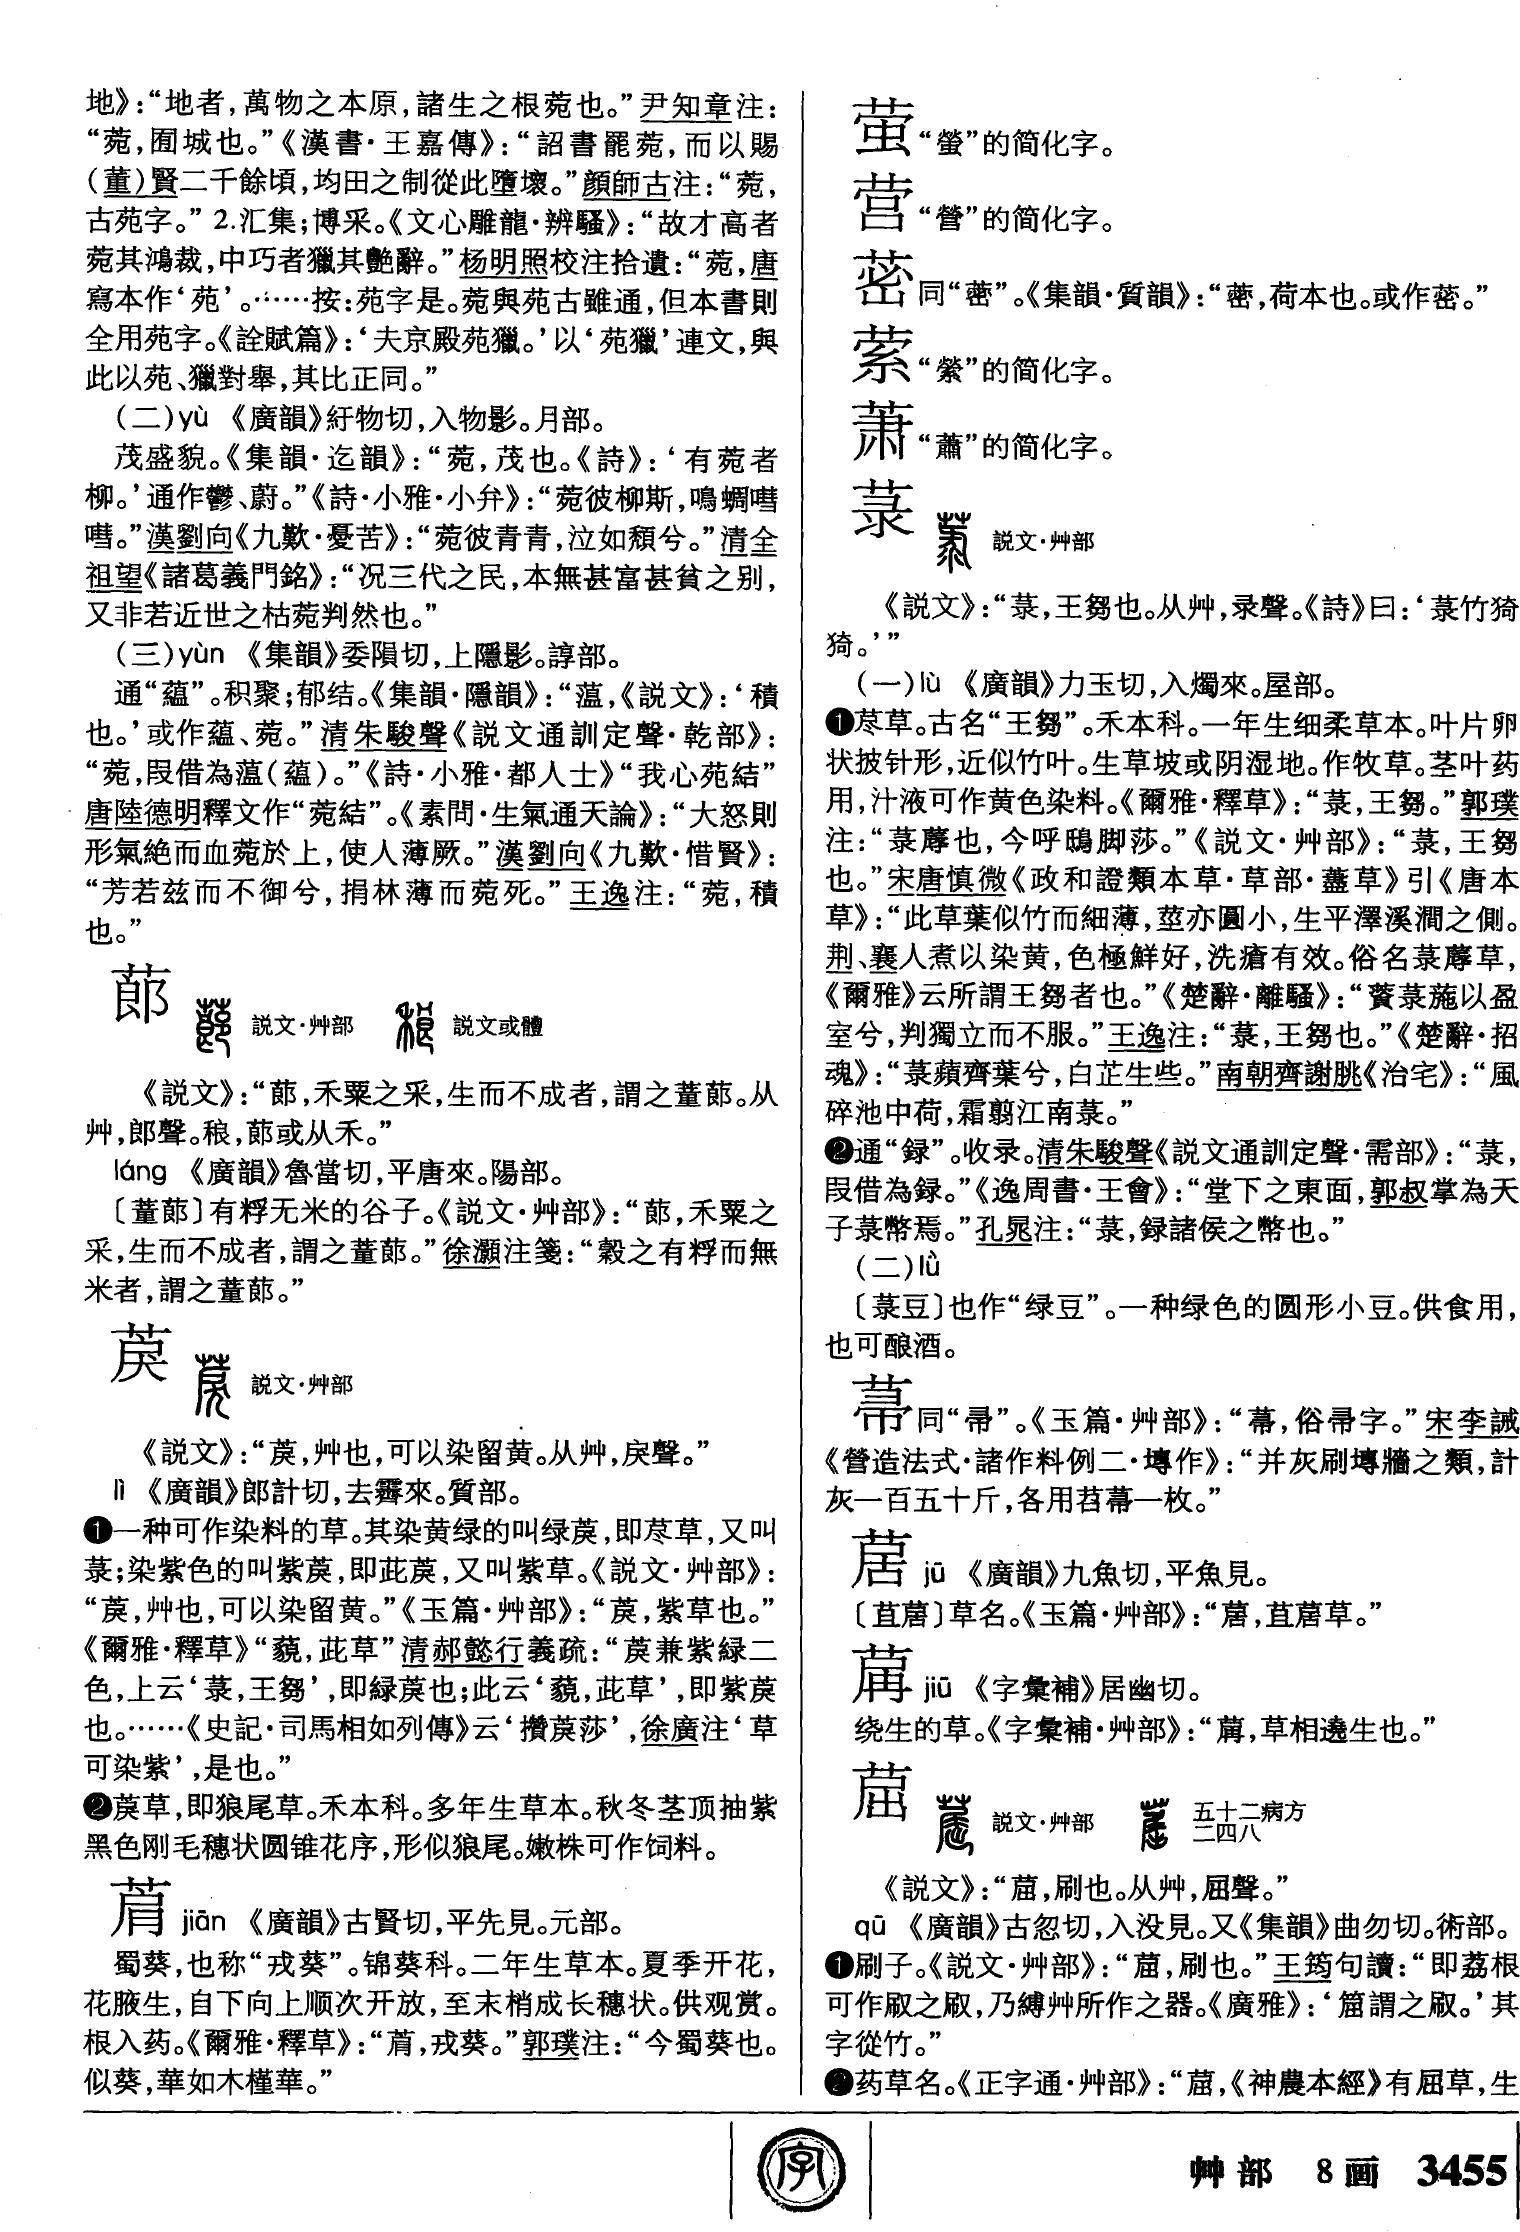 地》：“地者，萬物之本原，諸生之根菀也。”尹知章注：
“菀，囿城也。”《漢書·王嘉傳》：“詔書罷菀，而以賜
（董）賢二千餘頃，均田之制從此墮壞。”顔師古注：“菀，
古苑字。” 2.汇集；博采。《文心雕龍·辨騷》：“故才高者
菀其鴻裁，中巧者獵其艷辭。”杨明照校注拾遺：“菀，唐
寫本作‘苑’。……按：苑字是。菀與苑古雖通，但本書則
全用苑字。《詮賦篇》：‘夫京殿苑獵。’以‘苑獵’連文，與
此以苑、獵對舉，其比正同。”
（二）yù 《廣韻》紆物切，入物影。月部。
茂盛貌。《集韻·迄韻》：“菀，茂也。《詩》：‘有菀者
柳。’通作鬱、蔚。”《詩·小雅·小弁》：“菀彼柳斯，鳴蜩嘒
嘒。”漢劉向《九歎·憂苦》：“菀彼青青，泣如頹兮。”清全
祖望《諸葛義門銘》：“况三代之民，本無甚富甚貧之别，
又非若近世之枯菀判然也。”
（三）yùn 《集韻》委隕切，上隱影。諄部。
通“蕴”。积聚；郁结。《集韻·隱韻》：“薀，《説文》：‘積
也。’或作蕴、菀。”清朱駿聲《説文通訓定聲·乾部》：
“菀，叚借為薀（蕴）。”《詩·小雅·都人士》“我心苑結”
唐陸德明釋文作“菀結”。《素問·生氣通天論》：“大怒則
形氣絶而血菀於上，使人薄厥。”漢劉向《九歎·惜賢》：
“芳若兹而不御兮，捐林薄而菀死。”王逸注：“菀，積
也。”
蓈 説文·艸部 説文或體
《説文》：“蓈，禾粟之采，生而不成者，謂之蕫蓈。从
艸，郎聲。稂，蓈或从禾。”
láng 《廣韻》魯當切，平唐來。陽部。
〔蕫蓈〕有稃无米的谷子。《説文·艸部》：“蓈，禾粟之
采，生而不成者，謂之蕫蓈。”徐灝注箋：“穀之有稃而無
米者，謂之蕫蓈。”
䓞 説文·艸部
《説文》：“䓞，艸也，可以染留黄。从艸，戾聲。”
lì 《廣韻》郎計切，去霽來。質部。
❶一种可作染料的草。其染黄绿的叫绿䓞，即荩草，又叫
菉；染紫色的叫紫䓞，即茈䓞，又叫紫草。《説文·艸部》：
“䓞，艸也，可以染留黄。”《玉篇·艸部》：“䓞，紫草也。”
《爾雅·釋草》“藐，茈草”清郝懿行義疏：“䓞兼紫緑二
色，上云‘菉，王芻’，即緑䓞也；此云‘藐，茈草’，即紫䓞
也。……《史記·司馬相如列傳》云‘攢䓞莎’，徐廣注‘草
可染紫’，是也。”
❷䓞草，即狼尾草。禾本科。多年生草本。秋冬茎顶抽紫
黑色刚毛穗状圆锥花序，形似狼尾。嫩株可作饲料。
菺 jiān 《廣韻》古賢切，平先見。元部。
蜀葵，也称“戎葵”。锦葵科。二年生草本。夏季开花，
花腋生，自下向上顺次开放，至末梢成长穗状。供观赏。
根入药。《爾雅·釋草》：“菺，戎葵。”郭璞注：“今蜀葵也。
似葵，華如木槿華。”
萤 “螢”的简化字。
营 “營”的简化字。
䓭 同“蔤”。《集韻·質韻》：“蔤，荷本也。或作䓭。”
萦 “縈”的简化字。
萧 “蕭”的简化字。
菉 説文·艸部
《説文》：“菉，王芻也。从艸，录聲。《詩》曰：‘菉竹猗
猗。’”
（一）lù 《廣韻》力玉切，入燭來。屋部。
❶荩草。古名“王芻”。禾本科。一年生细柔草本。叶片卵
状披针形，近似竹叶。生草坡或阴湿地。作牧草。茎叶药
用，汁液可作黄色染料。《爾雅·釋草》：“菉，王芻。”郭璞
注：“菉蓐也，今呼鴟脚莎。”《説文·艸部》：“菉，王芻
也。”宋唐慎微《政和證類本草·草部·藎草》引《唐本
草》：“此草葉似竹而細薄，莖亦圓小，生平澤溪澗之側。
荆、襄人煮以染黄，色極鮮好，洗瘡有效。俗名菉蓐草，
《爾雅》云所謂王芻者也。”《楚辭·離騷》：“薋菉葹以盈
室兮，判獨立而不服。”王逸注：“菉，王芻也。”《楚辭·招
魂》：“菉蘋齊葉兮，白芷生些。”南朝齊謝朓《治宅》：“風
碎池中荷，霜翦江南菉。”
❷通“録”。收录。清朱駿聲《説文通訓定聲·需部》：“菉，
叚借為録。”《逸周書·王會》：“堂下之東面，郭叔掌為天
子菉幣焉。”孔晁注：“菉，録諸侯之幣也。”
（二）lǜ
〔菉豆〕也作“绿豆”。一种绿色的圆形小豆。供食用，
也可酿酒。
菷 同“帚”。《玉篇·艸部》：“菷，俗帚字。”宋李誡
《營造法式·諸作料例二·塼作》：“并灰刷塼牆之類，計
灰一百五十斤，各用苕菷一枚。”
䓃 jū 《廣韻》九魚切，平魚見。
〔苴䓃〕草名。《玉篇·艸部》：“䓃，苴䓃草。”
jiū 《字彙補》居幽切。
绕生的草。《字彙補·艸部》：“，草相遶生也。”
䓛 説文·艸部 五十二病方
二四八
《説文》：“䓛，刷也。从艸，屈聲。”
qū 《廣韻》古忽切，入没見。又《集韻》曲勿切。術部。
❶刷子。《説文·艸部》：“䓛，刷也。”王筠句讀：“即荔根
可作㕞之㕞，乃縛艸所作之器。《廣雅》：‘䈅謂之㕞。’其
字從竹。”
❷药草名。《正字通·艸部》：“䓛，《神農本經》有屈草，生
字
艸部 8画 3455